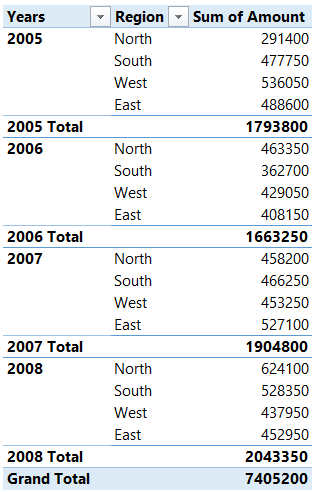 Years Region Sum of Amount
2005 North 291400
South 477750
West 536050
East 488600
2005 Total 1793800
2006 North 463350
South 362700
West 429050
East 408150
2006 Total 1663250
2007 North 458200
South 466250
West 453250
East 527100
2007 Total 1904800
2008 North 624100
South 528350
West 437950
East 452950
2008 Total 2043350
Grand Total 7405200